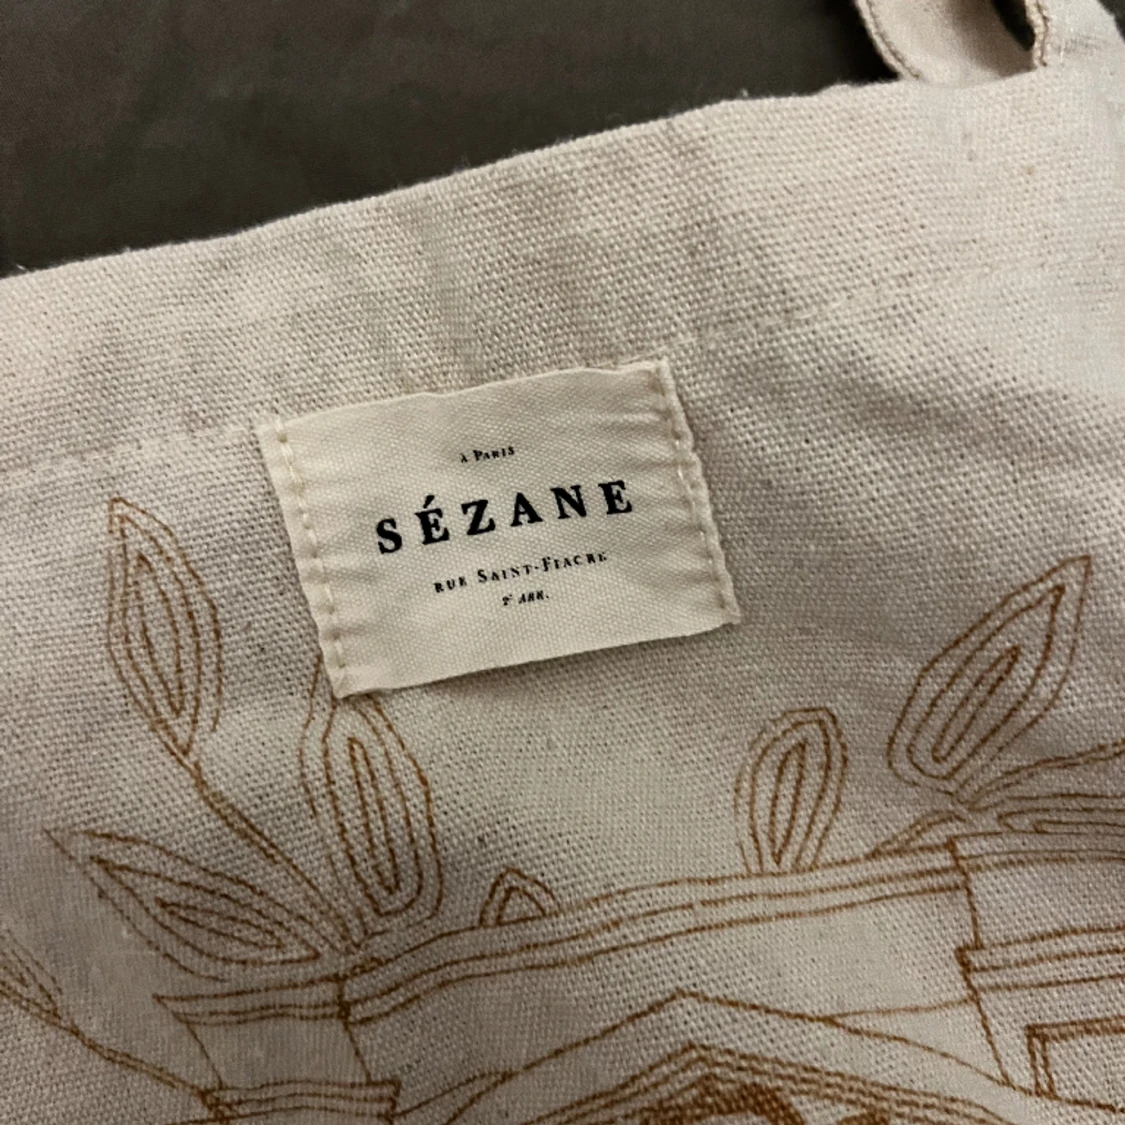 À PARIS
SÉZANE
RUE SAINT-FIACRE
2E ARR.